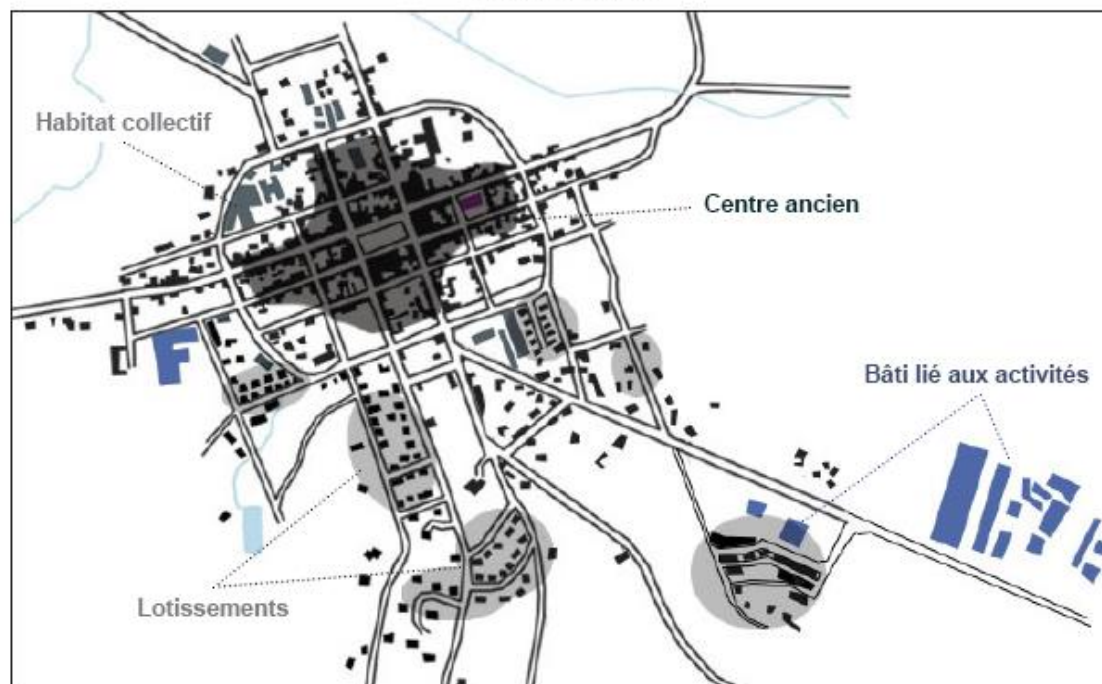 Habitat collectif
Centre ancien
Bâti lié aux activités
Lotissements